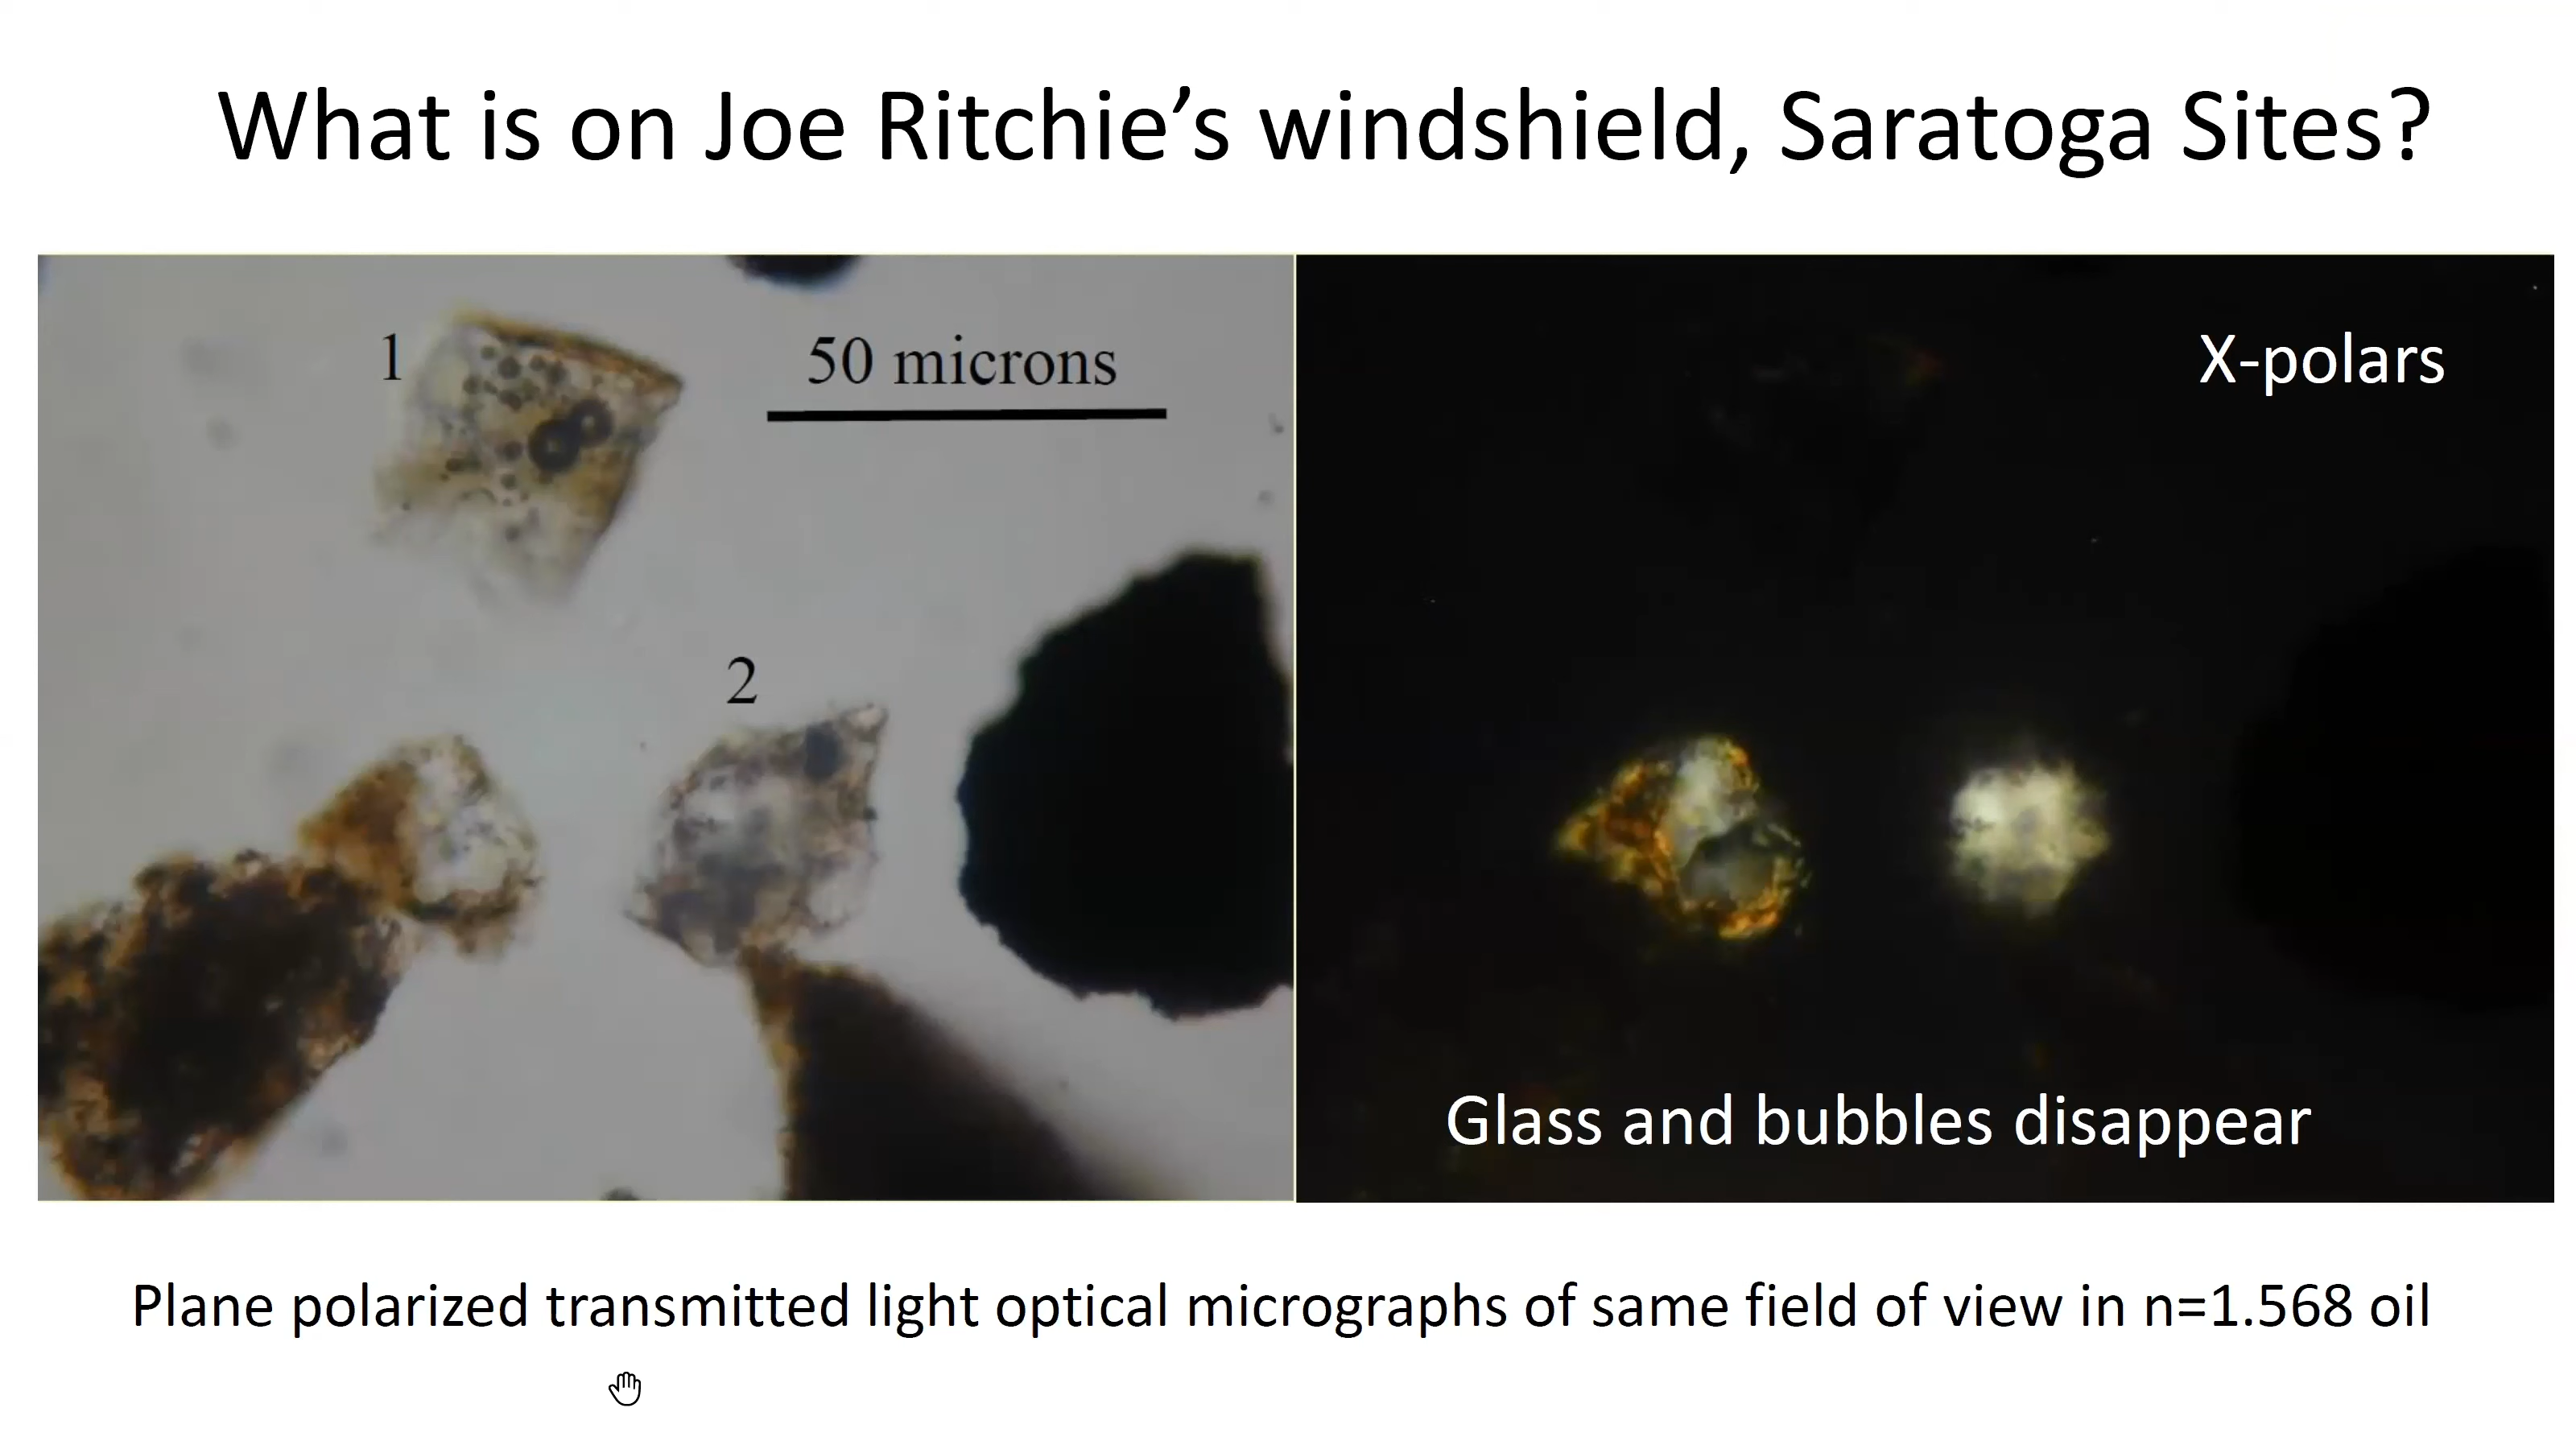 What is on Joe Ritchie’s windshield, Saratoga Sites?
1
50 microns
2
X-polars
Glass and bubbles disappear
Plane polarized transmitted light optical micrographs of same field of view in n=1.568 oil